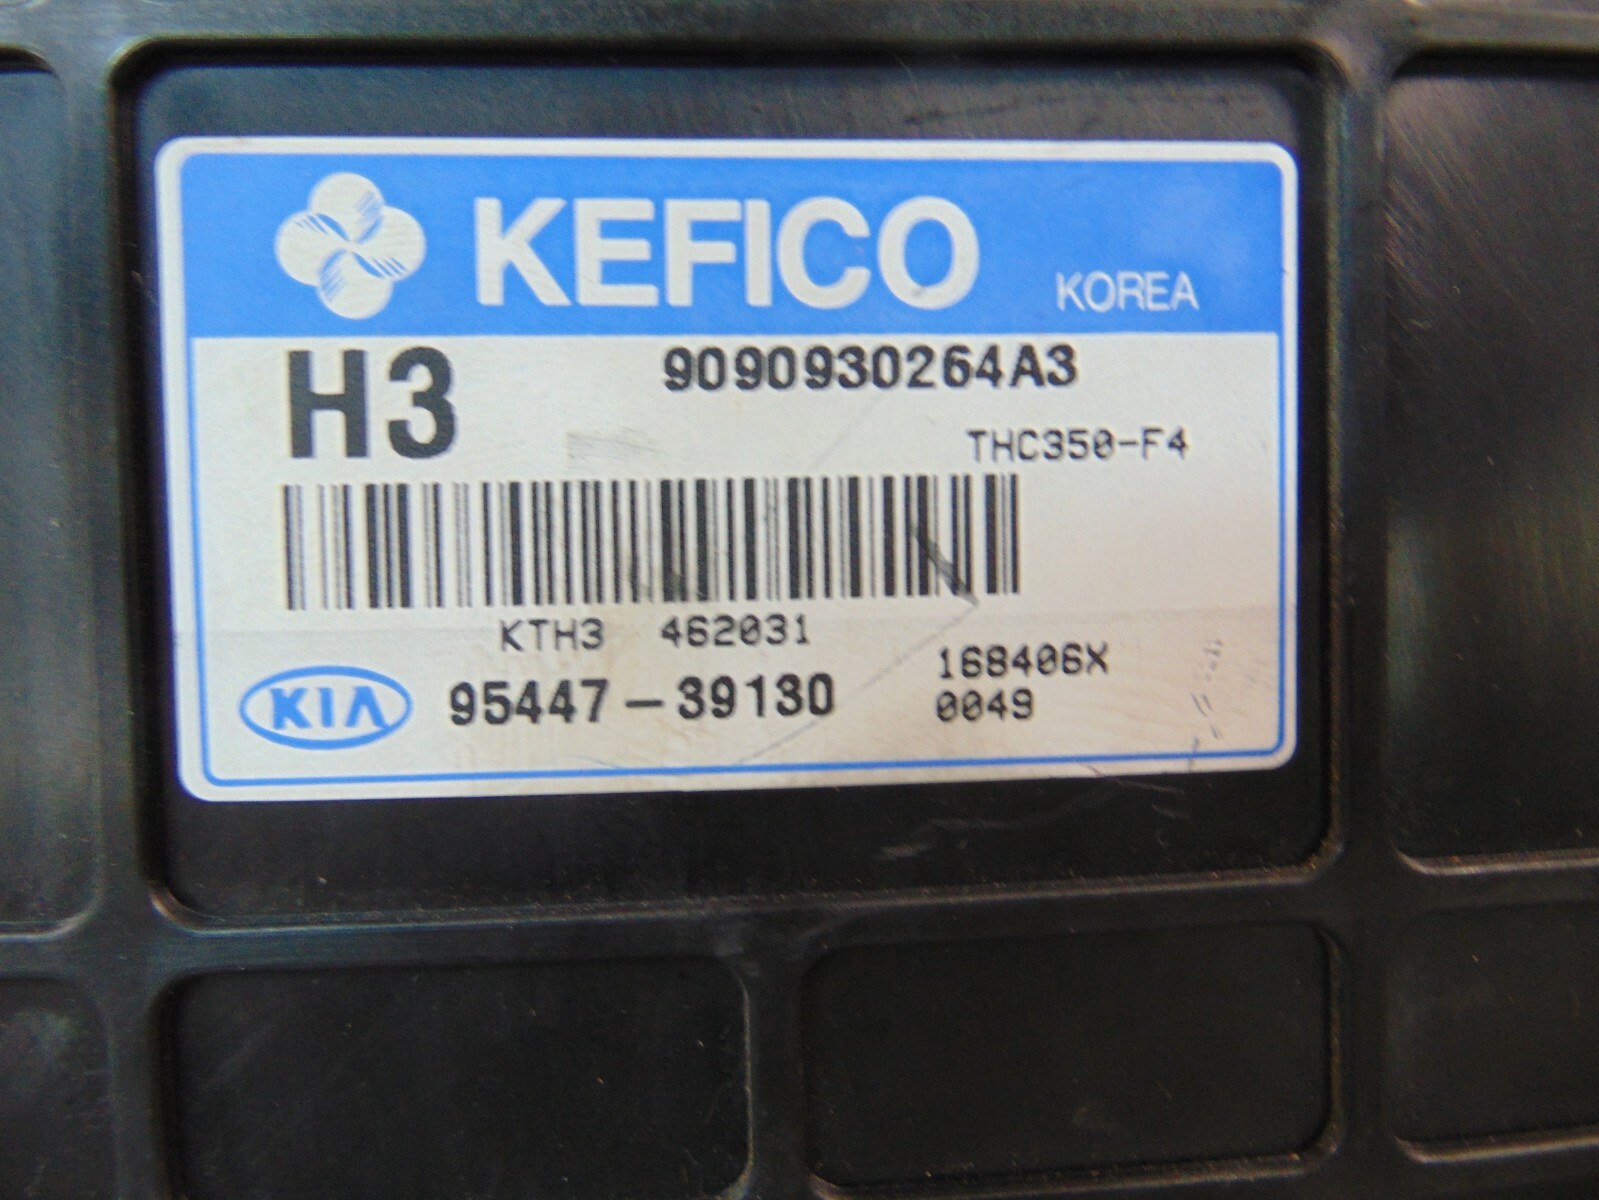 KEFICO KOREA
H3 9090930264A3
THC350-F4
KTH3 462031
KIA 95447-39130 168406X
0049